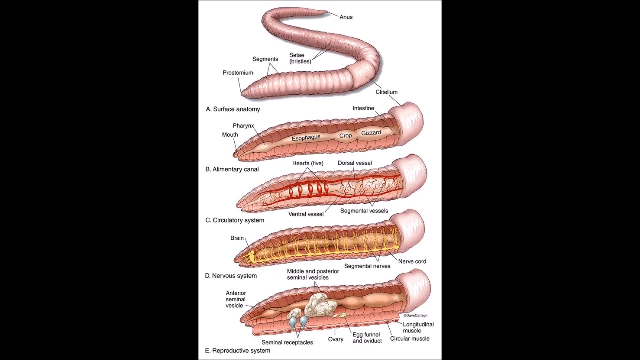 Anus
Setae
(bristles)
Segments
Prostomium
Clitellum
A. Surface anatomy
Intestine
Pharynx
Mouth
Esophagus
Crop
Gizzard
B. Alimentary canal
Hearts (five)
Dorsal vessel
Ventral vessel
Segmental vessels
C. Circulatory system
Brain
Segmental nerves
Nerve cord
D. Nervous system
Middle and posterior
seminal vesicles
Anterior
seminal
vesicle
Longitudinal
muscle
Seminal receptacles
Ovary
Egg funnel
and oviduct
Circular muscle
E. Reproductive system